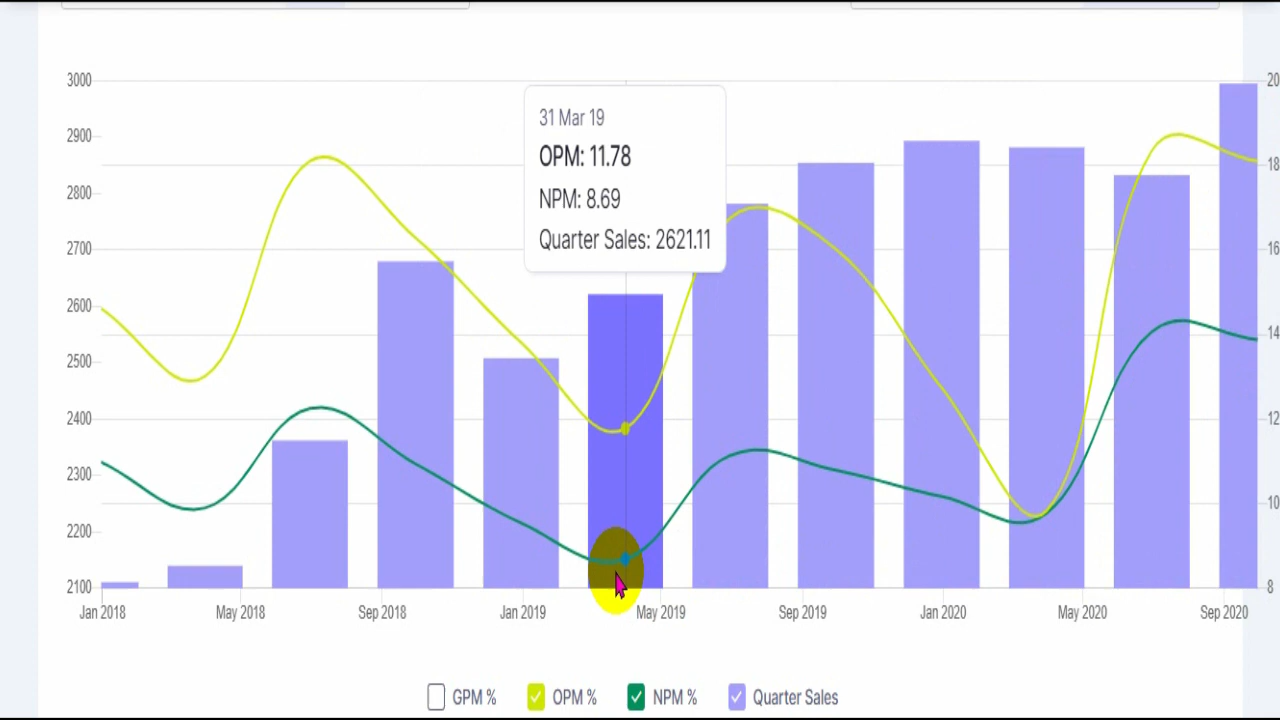 3000
2900
2800
2700
2600
2500
2400
2300
2200
2100
20
18
16
14
12
10
8
31 Mar 19
OPM: 11.78
NPM: 8.69
Quarter Sales: 2621.11
Jan 2018 May 2018 Sep 2018 Jan 2019 May 2019 Sep 2019 Jan 2020 May 2020 Sep 2020
GPM % OPM % NPM % Quarter Sales